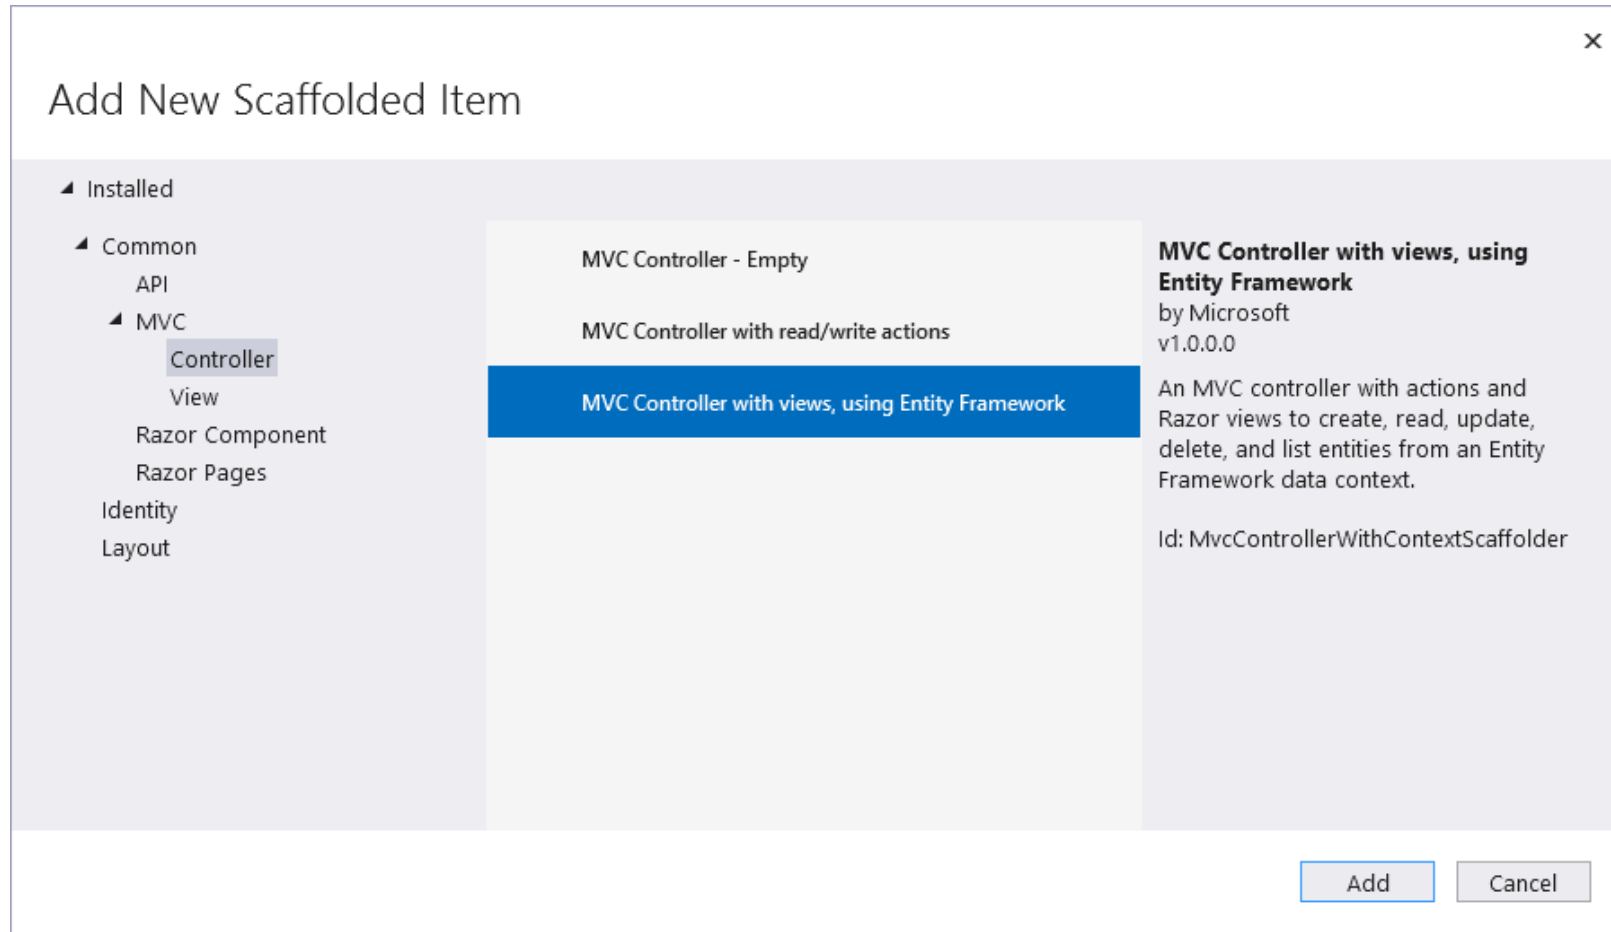 Add New Scaffolded Item
Installed
Common
API
MVC
Controller
View
Razor Component
Razor Pages
Identity
Layout
MVC Controller - Empty
MVC Controller with read/write actions
MVC Controller with views, using Entity Framework
MVC Controller with views, using
Entity Framework
by Microsoft
v1.0.0.0
An MVC controller with actions and
Razor views to create, read, update,
delete, and list entities from an Entity
Framework data context.
Id: MvcControllerWithContextScaffolder
Add
Cancel